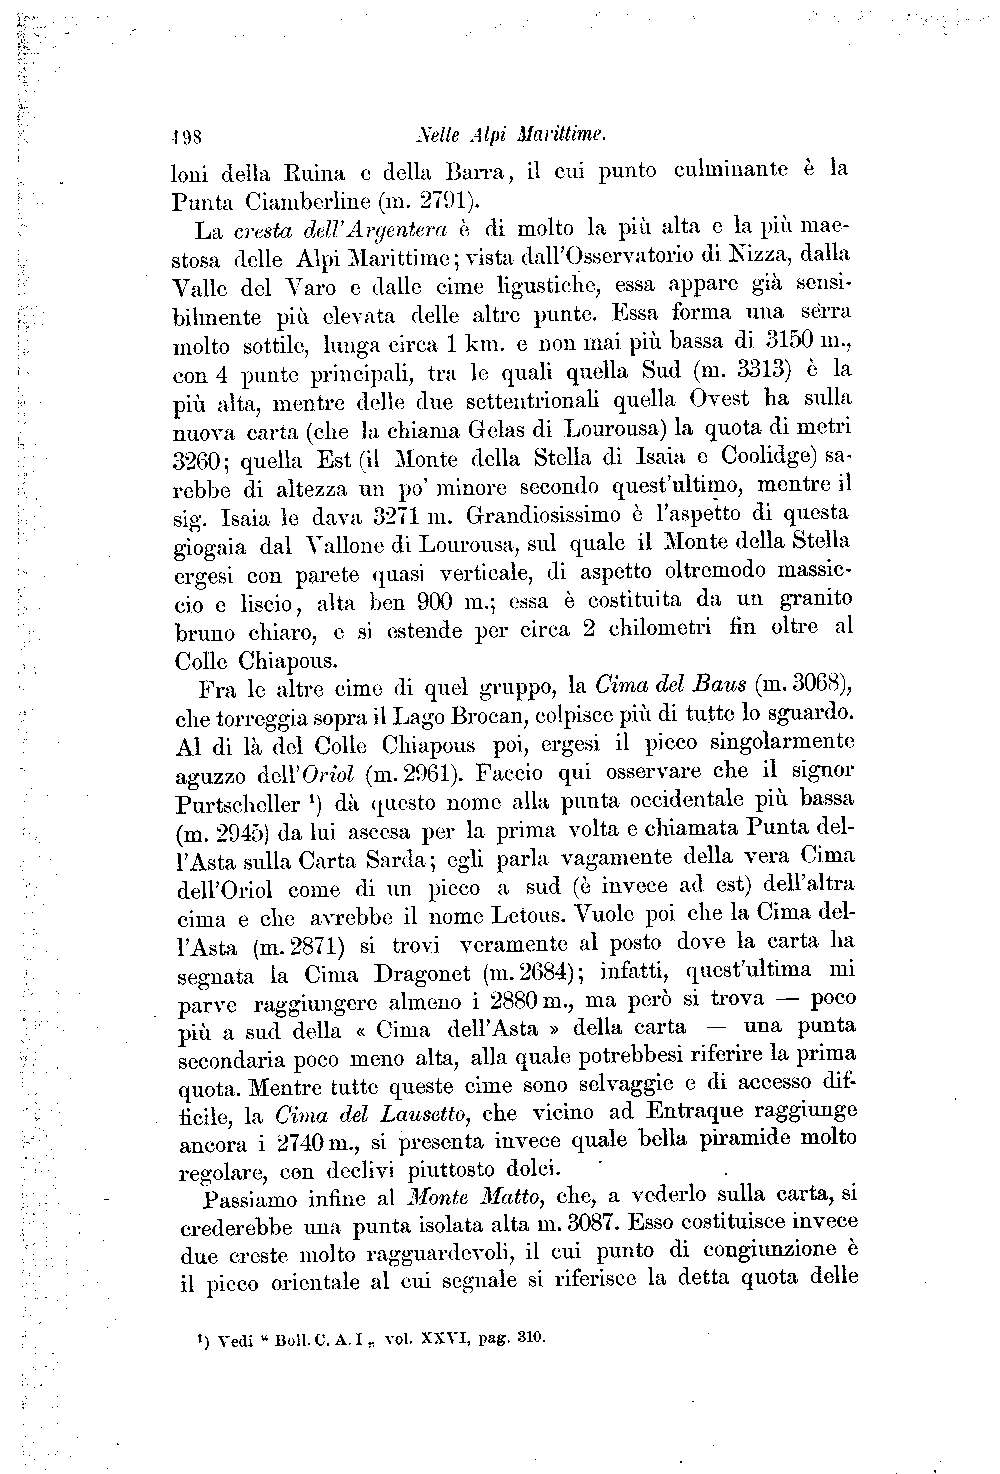 198 Nelle Alpi Marittime.
loni della Ruina e della Barra, il cui punto culminante è la
Punta Ciamberline (m. 2791).
La cresta dell'Argentera è di molto la più alta e la più mae-
stosa delle Alpi Marittime; vista dall'Osservatorio di Nizza, dalla
Valle del Varo e dalle cime ligustiche, essa appare già sensi-
bilmente più elevata delle altre punte. Essa forma una serra
molto sottile, lunga circa 1 km. e non mai più bassa di 3150 m.,
con 4 punte principali, tra le quali quella Sud (m. 3313) è la
più alta, mentre delle due settentrionali quella Ovest ha sulla
nuova carta (che la chiama Gelas di Lourousa) la quota di metri
3260; quella Est (il Monte della Stella di Isaia e Coolidge) sa-
rebbe di altezza un po' minore secondo quest'ultimo, mentre il
sig. Isaia le dava 3271 m. Grandiosissimo è l'aspetto di questa
giogaia dal Vallone di Lourousa, sul quale il Monte della Stella
ergesi con parete quasi verticale, di aspetto oltremodo massic-
cio e liscio, alta ben 900 m.; essa è costituita da un granito
bruno chiaro, e si estende per circa 2 chilometri fin oltre al
Colle Chiapous.
Fra le altre cime di quel gruppo, la Cima del Baus (m. 3068),
che torreggia sopra il Lago Brocan, colpisce più di tutte lo sguardo.
Al di là del Colle Chiapous poi, ergesi il picco singolarmente
aguzzo dell'Oriol (m. 2961). Faccio qui osservare che il signor
Purtscheller ¹) dà questo nome alla punta occidentale più bassa
(m. 2945) da lui ascesa per la prima volta e chiamata Punta del-
l'Asta sulla Carta Sarda; egli parla vagamente della vera Cima
dell'Oriol come di un picco a sud (è invece ad est) dell'altra
cima e che avrebbe il nome Letous. Vuole poi che la Cima del-
l'Asta (m. 2871) si trovi veramente al posto dove la carta ha
segnata la Cima Dragonet (m. 2684); infatti, quest'ultima mi
parve raggiungere almeno i 2880 m., ma però si trova — poco
più a sud della « Cima dell'Asta » della carta — una punta
secondaria poco meno alta, alla quale potrebbesi riferire la prima
quota. Mentre tutte queste cime sono selvaggie e di accesso dif-
ficile, la Cima del Lausetto, che vicino ad Entraque raggiunge
ancora i 2740 m., si presenta invece quale bella piramide molto
regolare, con declivi piuttosto dolci.
Passiamo infine al Monte Matto, che, a vederlo sulla carta, si
crederebbe una punta isolata alta m. 3087. Esso costituisce invece
due creste molto ragguardevoli, il cui punto di congiunzione è
il picco orientale al cui segnale si riferisce la detta quota delle
¹) Vedi “ Boll. C. A. I „ vol. XXVI, pag. 310.